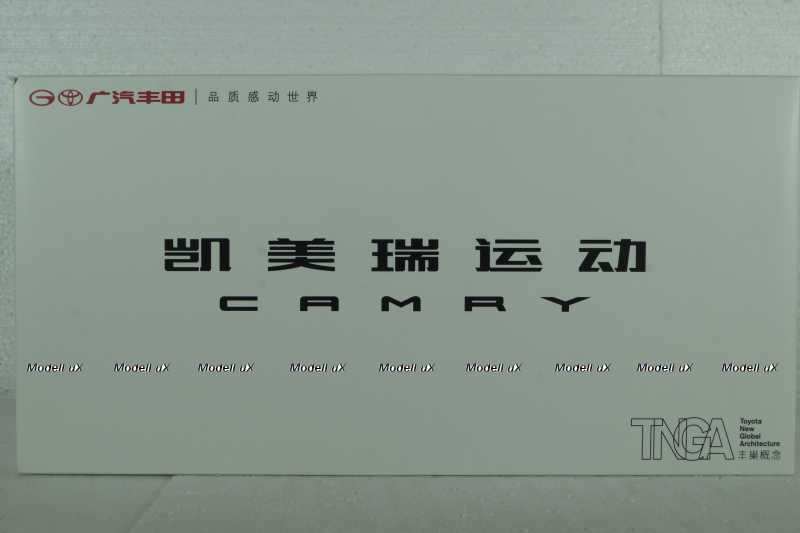 广汽丰田 | 品质感动世界
凯美瑞运动
CAMRY
Modell uX Modell uX Modell uX Modell uX Modell uX Modell uX Modell uX Modell uX Modell uX
TNGA
Toyota
New
Global
Architecture
丰巢概念